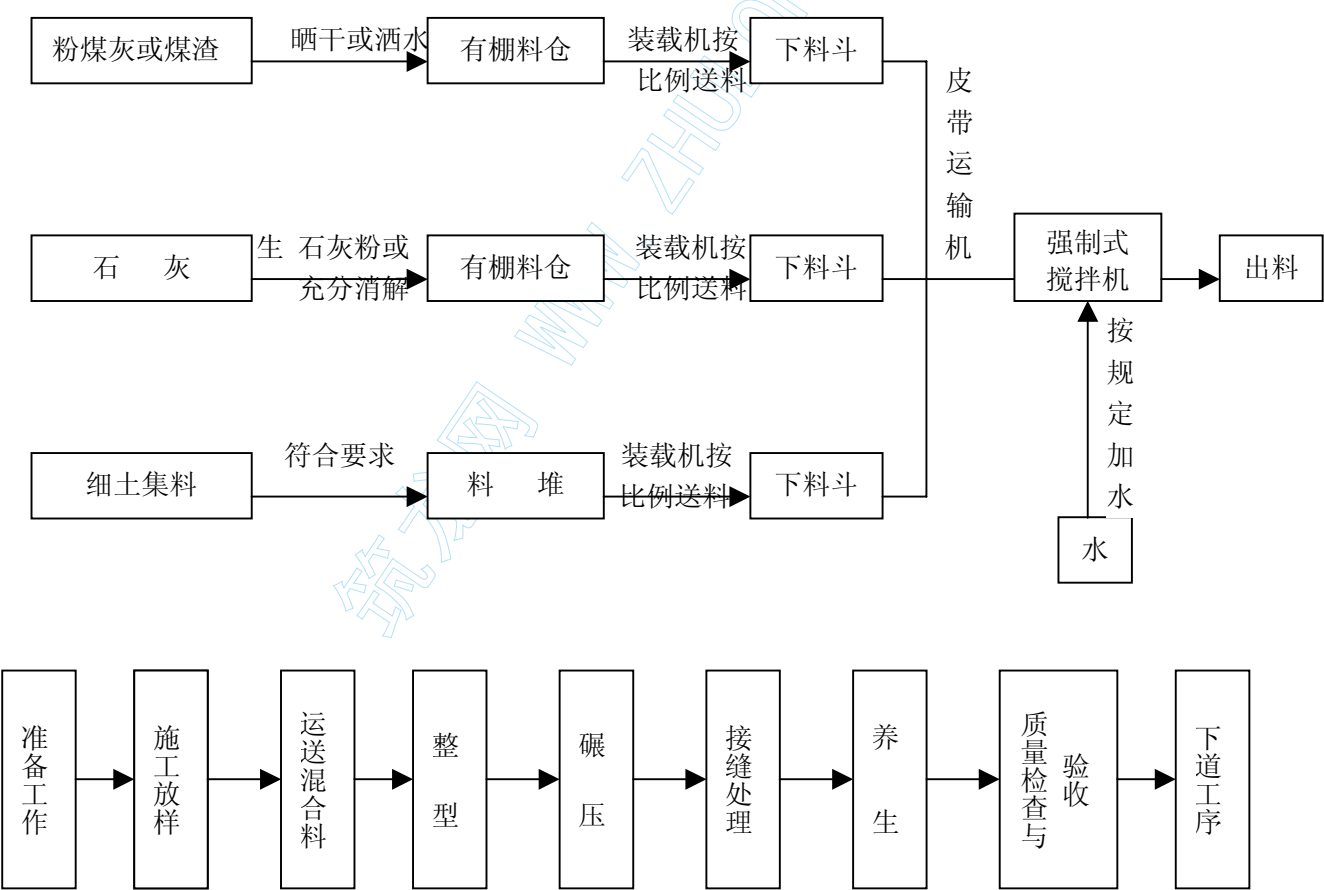 粉煤灰或煤渣
晒干或洒水
有棚料仓
装载机按
比例送料
下料斗
皮带运输机
石 灰
生 石灰粉或
充分消解
有棚料仓
装载机按
比例送料
下料斗
强制式
搅拌机
出料
按规定加水
细土集料
符合要求
料 堆
装载机按
比例送料
下料斗
水
准备工作
施工放样
运送混合料
整 型
碾 压
接缝处理
养 生
质量检查与
验收
下道工序
筑龙网 WWW